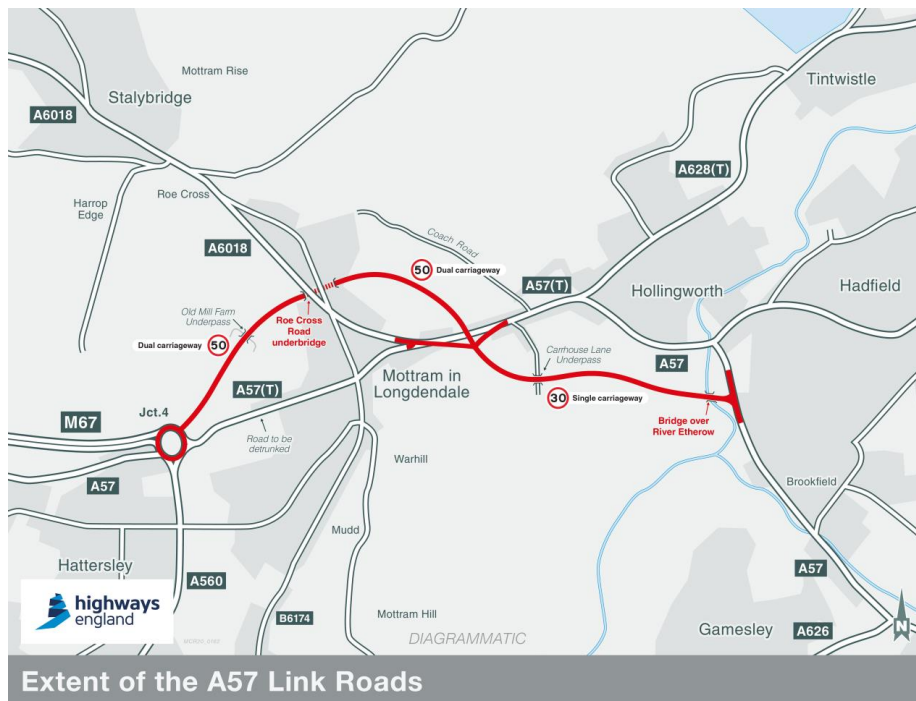 Mottram Rise
Stalybridge
Tintwistle
A6018
A628(T)
Roe Cross
Harrop
Edge
A6018
Coach Road
50 Dual carriageway
A57(T)
Hollingworth
Hadfield
Old Mill Farm
Underpass
Roe Cross
Road
underbridge
Dual carriageway 50
Carrhouse Lane
Underpass
A57
A57(T)
Mottram in
Longdendale
30 Single carriageway
Jct.4
M67
Road to be
detrunked
Bridge over
River Etherow
A57
Warhill
Brookfield
Mudd
Hattersley
A560
A57
highways
england
B6174
Mottram Hill
DIAGRAMMATIC
Gamesley
A626
N
Extent of the A57 Link Roads